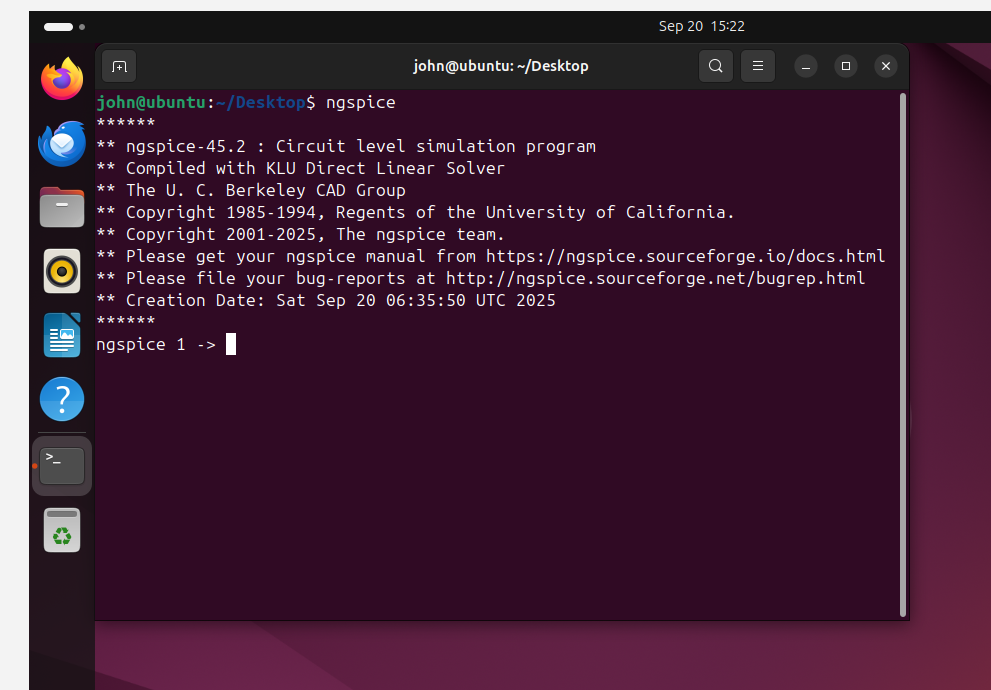 Sep 20 15:22
john@ubuntu: ~/Desktop
john@ubuntu:~/Desktop$ ngspice
******
** ngspice-45.2 : Circuit level simulation program
** Compiled with KLU Direct Linear Solver
** The U. C. Berkeley CAD Group
** Copyright 1985-1994, Regents of the University of California.
** Copyright 2001-2025, The ngspice team.
** Please get your ngspice manual from https://ngspice.sourceforge.io/docs.html
** Please file your bug-reports at http://ngspice.sourceforge.net/bugrep.html
** Creation Date: Sat Sep 20 06:35:50 UTC 2025
******
ngspice 1 ->